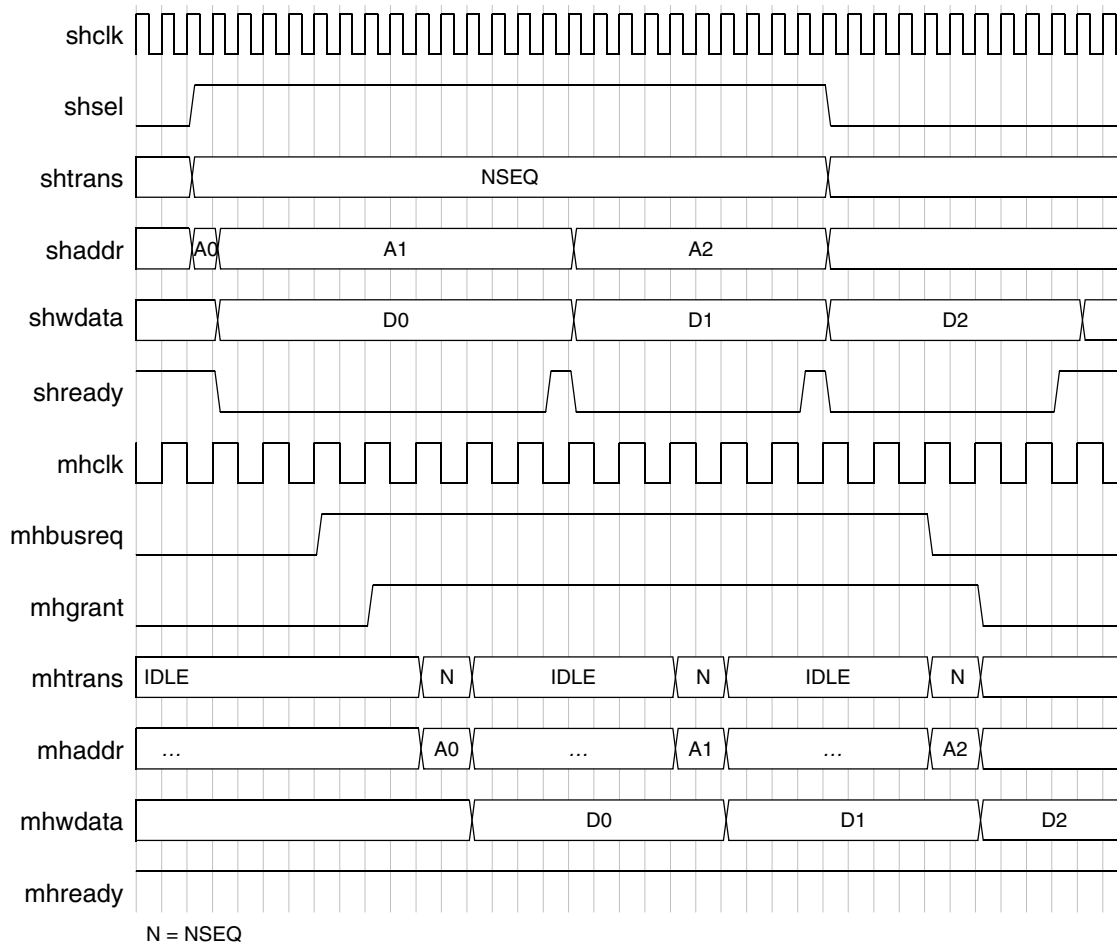 shclk
shsel
shtrans NSEQ
shaddr A0 A1 A2
shwdata D0 D1 D2
shready
mhclk
mhbusreq
mhgrant
mhtrans IDLE N IDLE N IDLE N
mhaddr ... A0 ... A1 ... A2
mhwdata D0 D1 D2
mhready
N = NSEQ